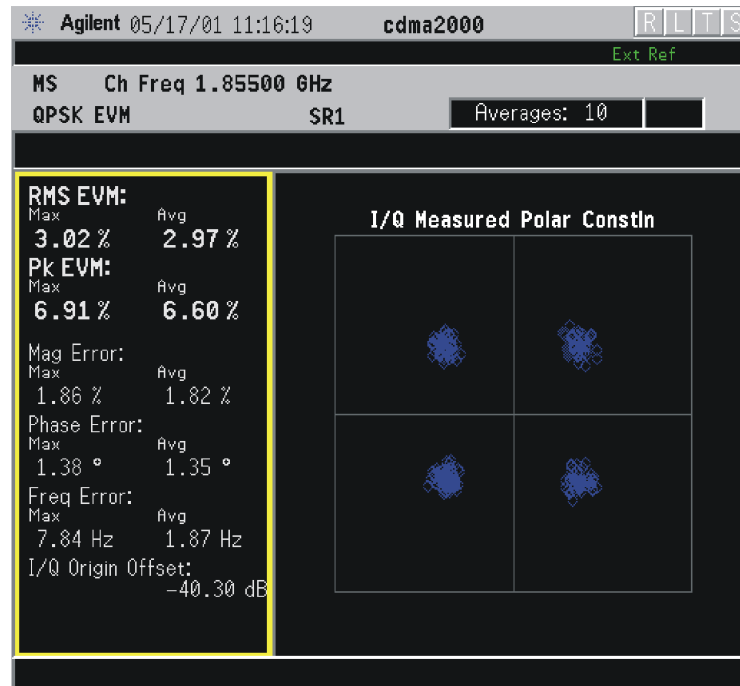 Agilent 05/17/01 11:16:19 cdma2000 R L T S
Ext Ref
MS Ch Freq 1.85500 GHz
QPSK EVM SR1 Averages: 10
RMS EVM:
Max Avg
3.02 % 2.97 %
Pk EVM:
Max Avg
6.91 % 6.60 %
Mag Error:
Max Avg
1.86 % 1.82 %
Phase Error:
Max Avg
1.38 ° 1.35 °
Freq Error:
Max Avg
7.84 Hz 1.87 Hz
I/Q Origin Offset:
-40.30 dB
I/Q Measured Polar Constln